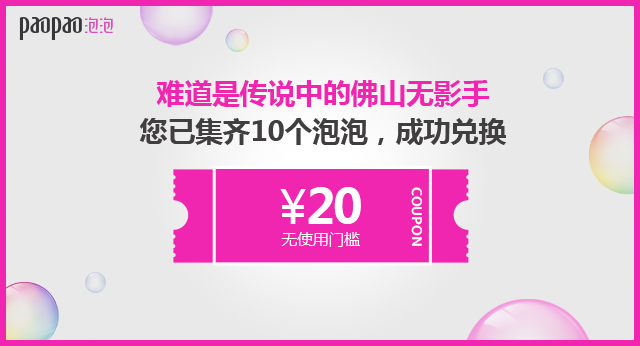 paopao泡泡
难道是传说中的佛山无影手
您已集齐10个泡泡，成功兑换
¥20
无使用门槛
COUPON